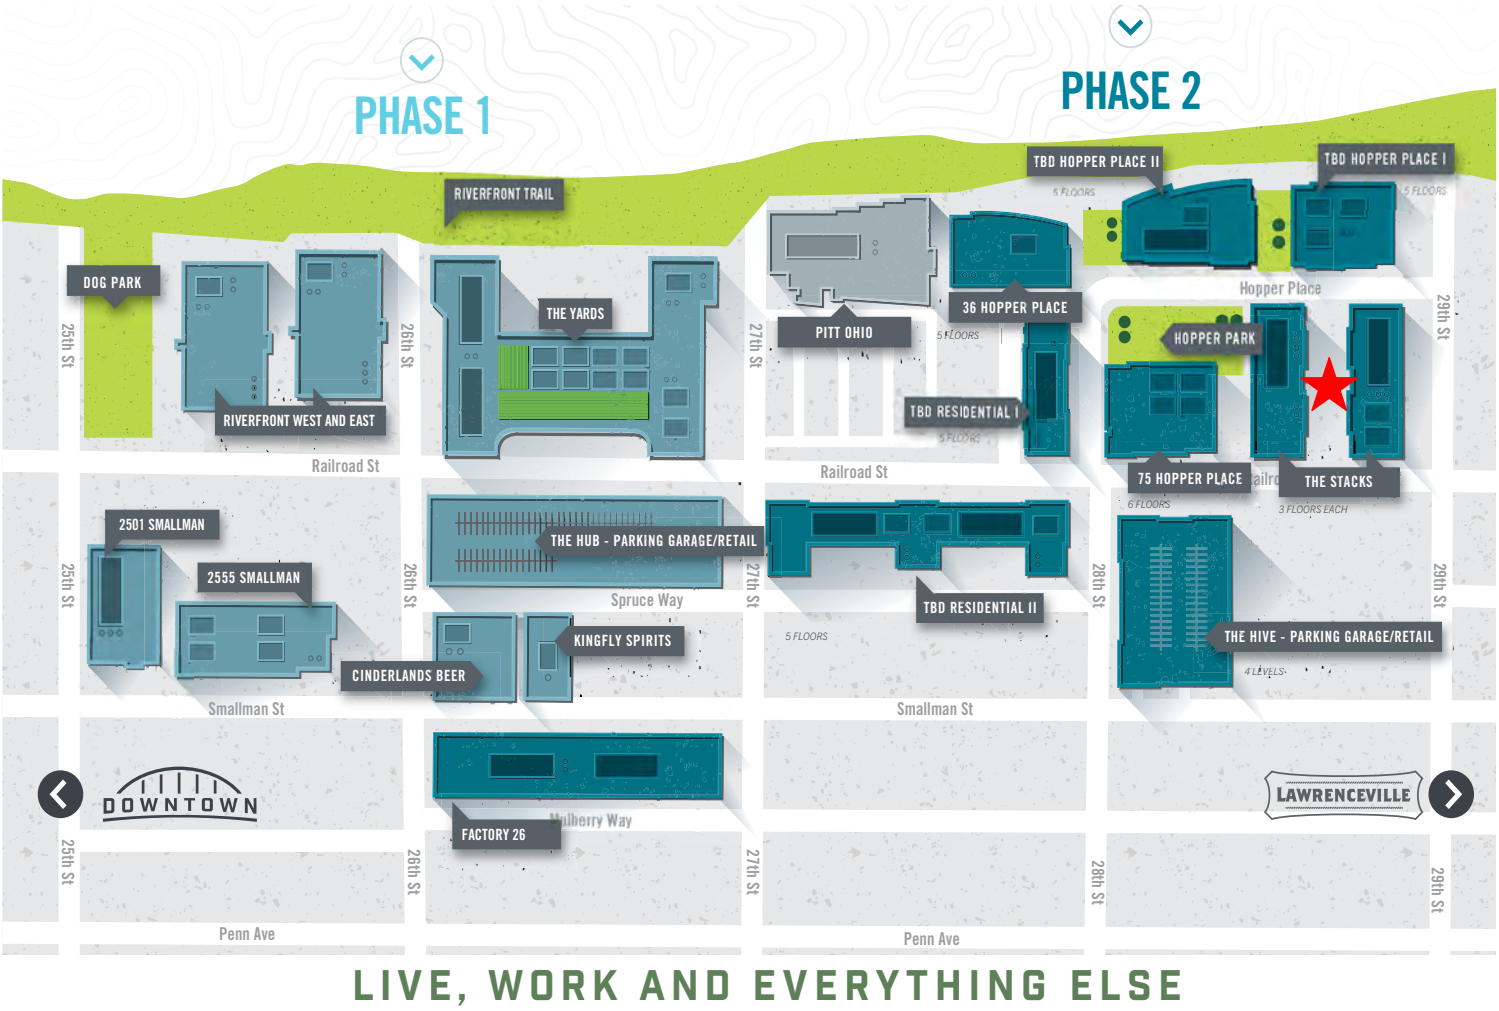 PHASE 1
PHASE 2
TBD HOPPER PLACE II
TBD HOPPER PLACE I
5 FLOORS
5 FLOORS
RIVERFRONT TRAIL
DOG PARK
THE YARDS
Hopper Place
36 HOPPER PLACE
PITT OHIO
5 FLOORS
HOPPER PARK
25th St
26th St
27th St
29th St
RIVERFRONT WEST AND EAST
TBD RESIDENTIAL I
5 FLOORS
Railroad St
Railroad St
75 HOPPER PLACE
THE STACKS
6 FLOORS
3 FLOORS EACH
2501 SMALLMAN
THE HUB - PARKING GARAGE/RETAIL
2555 SMALLMAN
25th St
26th St
27th St
28th St
29th St
Spruce Way
TBD RESIDENTIAL II
5 FLOORS
KINGFLY SPIRITS
THE HIVE - PARKING GARAGE/RETAIL
4 LEVELS
CINDERLANDS BEER
Smallman St
Smallman St
DOWNTOWN
LAWRENCEVILLE
Mulberry Way
FACTORY 26
25th St
26th St
27th St
28th St
29th St
Penn Ave
Penn Ave
LIVE, WORK AND EVERYTHING ELSE